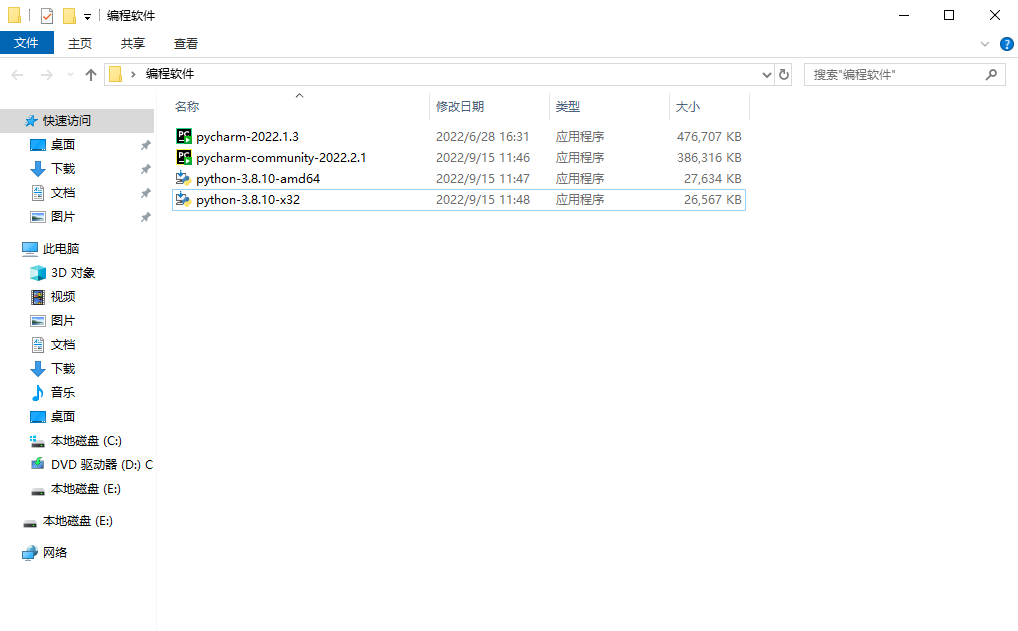 编程软件
文件 主页 共享 查看
编程软件 搜索"编程软件"
名称 修改日期 类型 大小
快速访问
桌面
下载
文档
图片
此电脑
3D 对象
视频
图片
文档
下载
音乐
桌面
本地磁盘 (C:)
DVD 驱动器 (D:) C
本地磁盘 (E:)
本地磁盘 (E:)
网络
pycharm-2022.1.3 2022/6/28 16:31 应用程序 476,707 KB
pycharm-community-2022.2.1 2022/9/15 11:46 应用程序 386,316 KB
python-3.8.10-amd64 2022/9/15 11:47 应用程序 27,634 KB
python-3.8.10-x32 2022/9/15 11:48 应用程序 26,567 KB